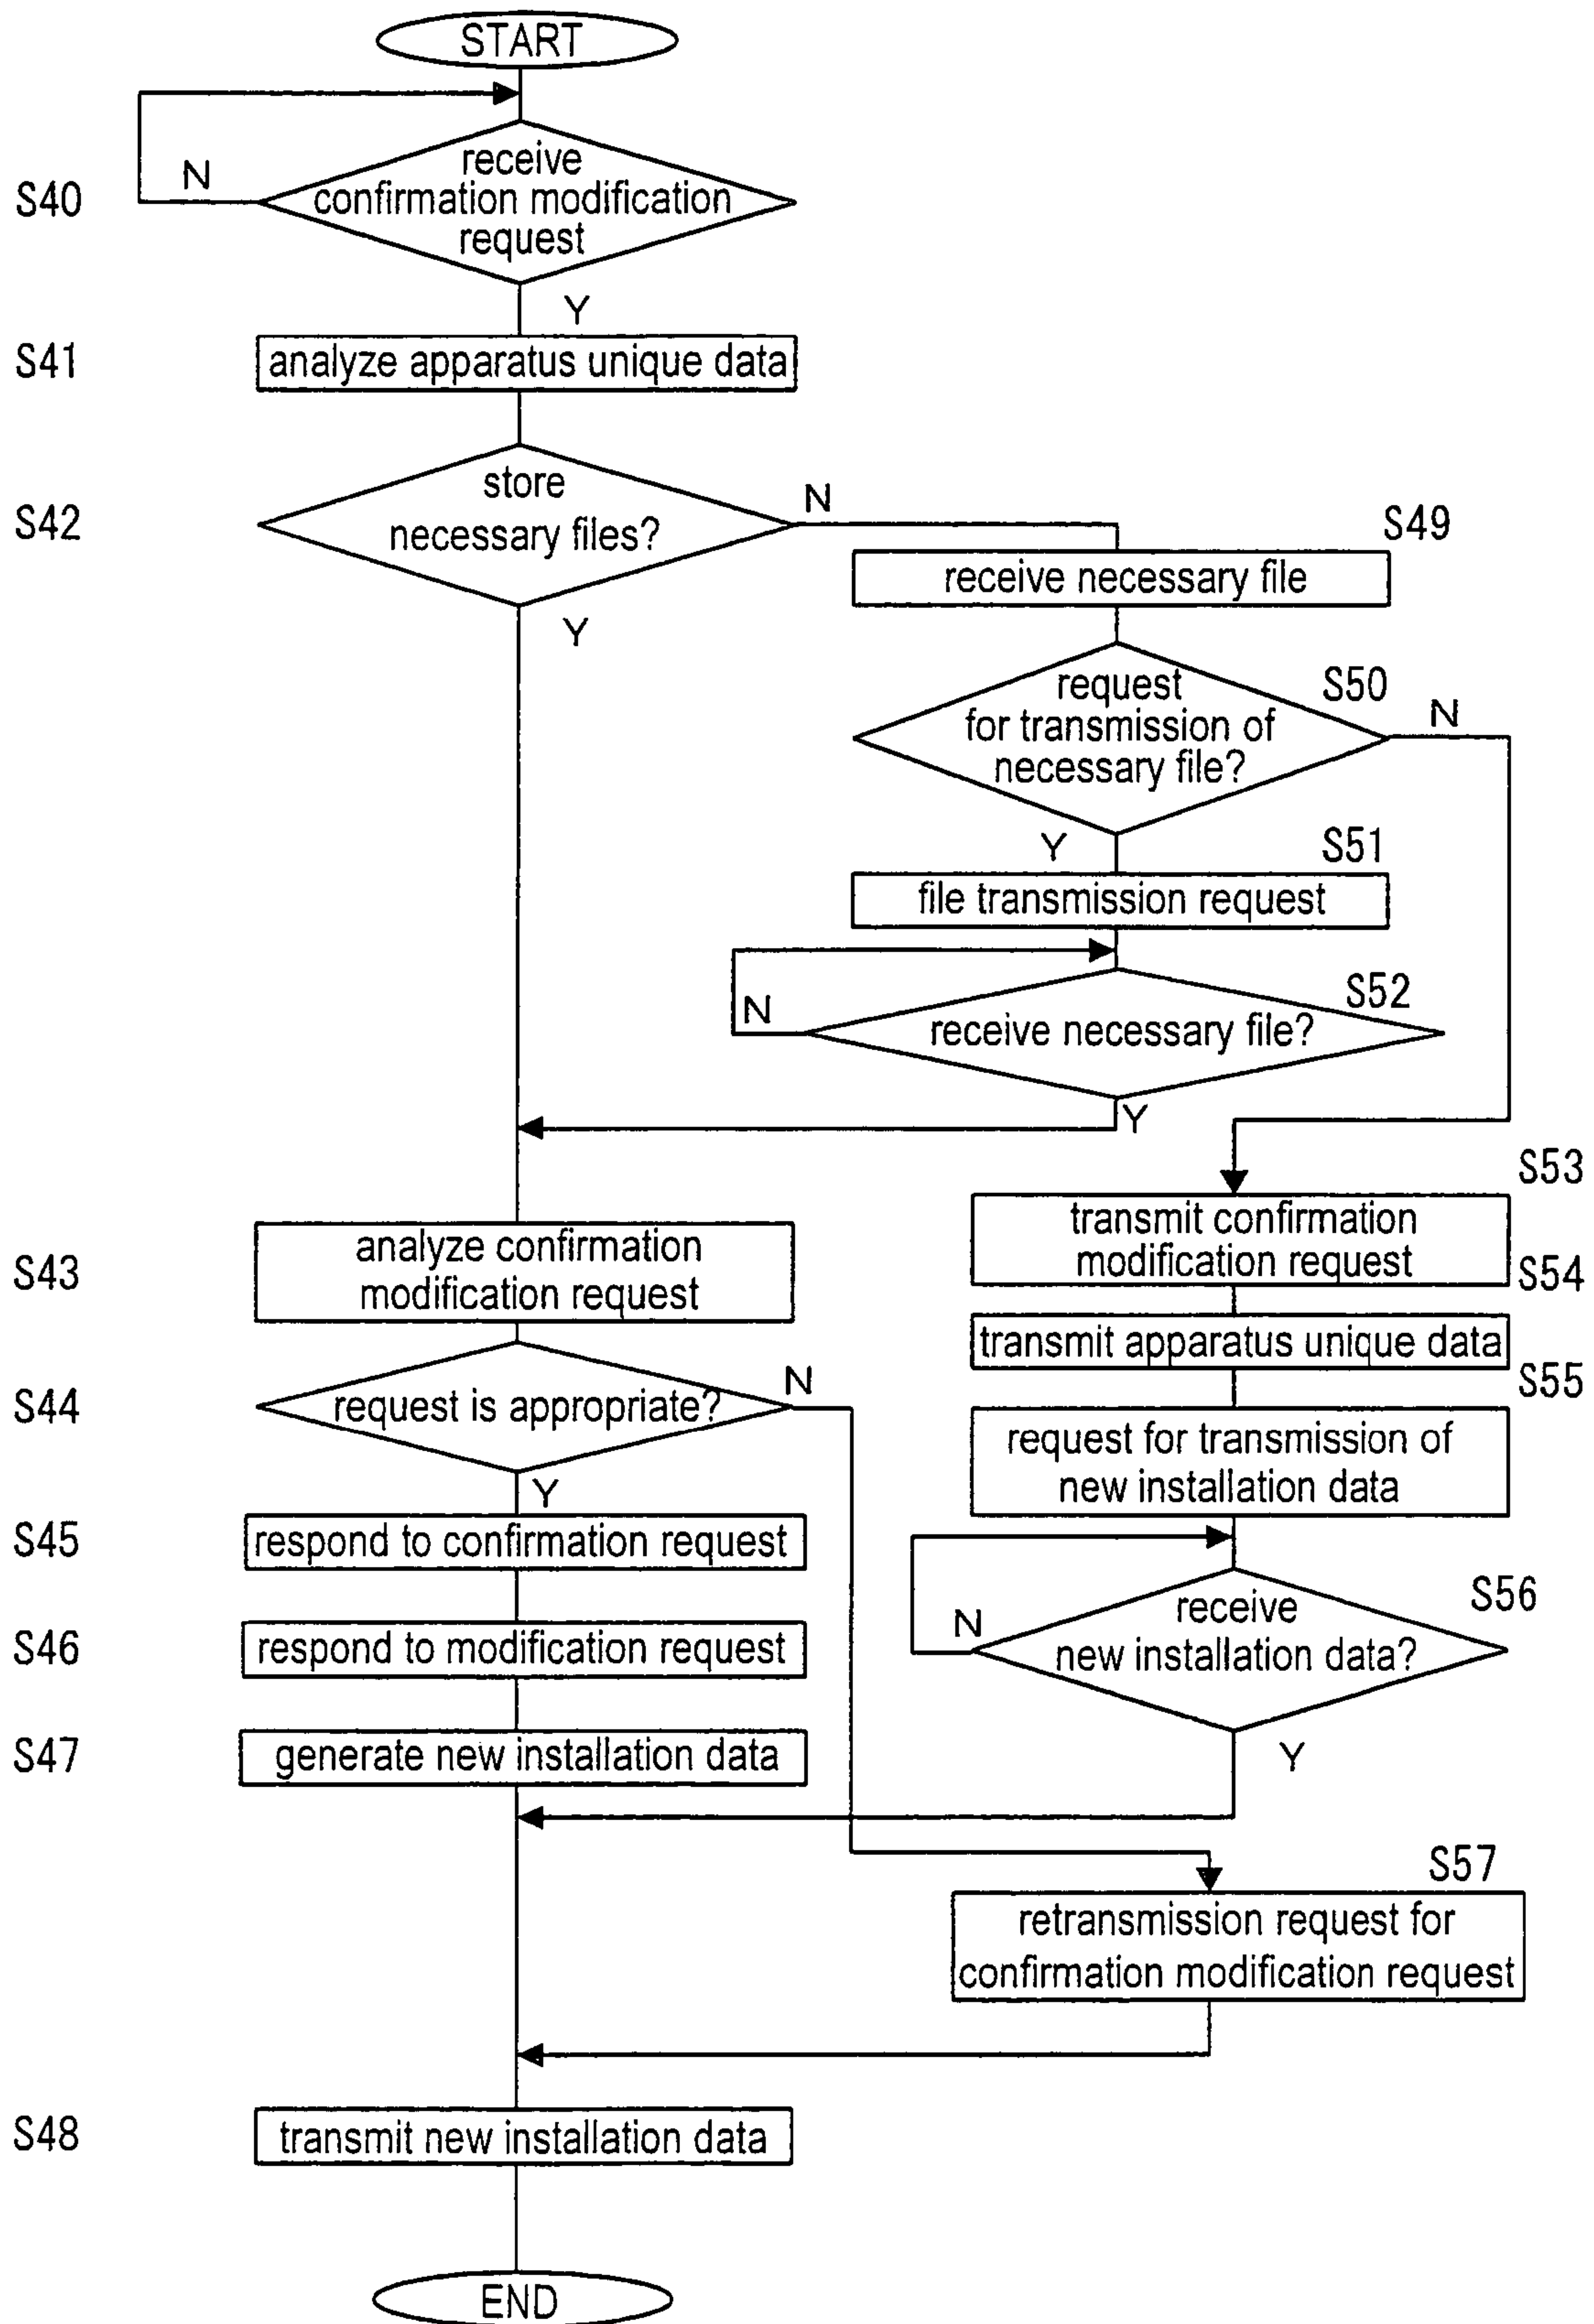 START
receive
confirmation modification
request
N
S40
Y
S41
analyze apparatus unique data
S42
store
necessary files?
N
Y
S49
receive necessary file
S50
request
for transmission of
necessary file?
N
Y
S51
file transmission request
S52
receive necessary file?
N
Y
S53
transmit confirmation
modification request
S43
analyze confirmation
modification request
S54
transmit apparatus unique data
S44
request is appropriate?
N
Y
S55
request for transmission of
new installation data
S45
respond to confirmation request
S56
receive
new installation data?
N
Y
S46
respond to modification request
S47
generate new installation data
S57
retransmission request for
confirmation modification request
S48
transmit new installation data
END